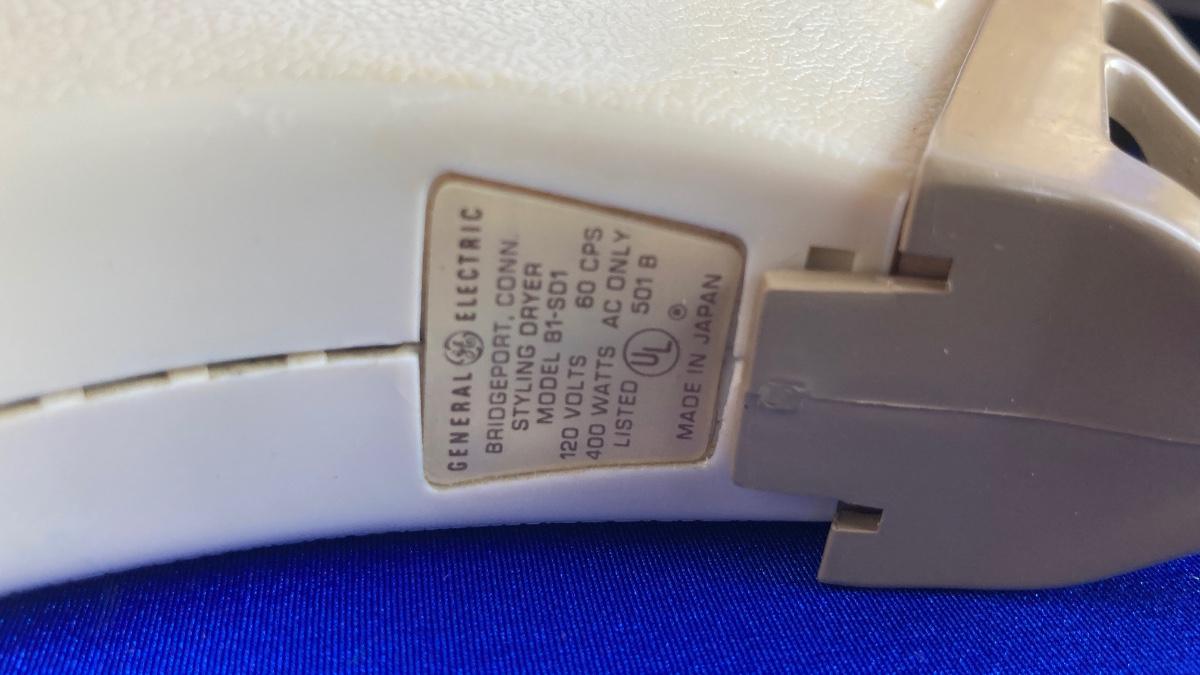 GENERAL GE ELECTRIC
BRIDGEPORT, CONN.
STYLING DRYER
MODEL B1-SD1
120 VOLTS 60 CPS
400 WATTS AC ONLY
LISTED UL ® 501 B
MADE IN JAPAN